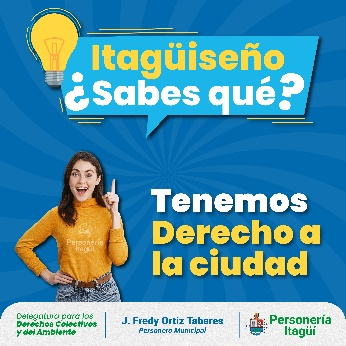 Itagüiseño
¿Sabes qué?
Tenemos
Derecho a
la ciudad
Personería
Itagüí
Delegatura para los
Derechos Colectivos
y del Ambiente
J. Fredy Ortiz Tabares
Personero Municipal
Personería
Itagüí